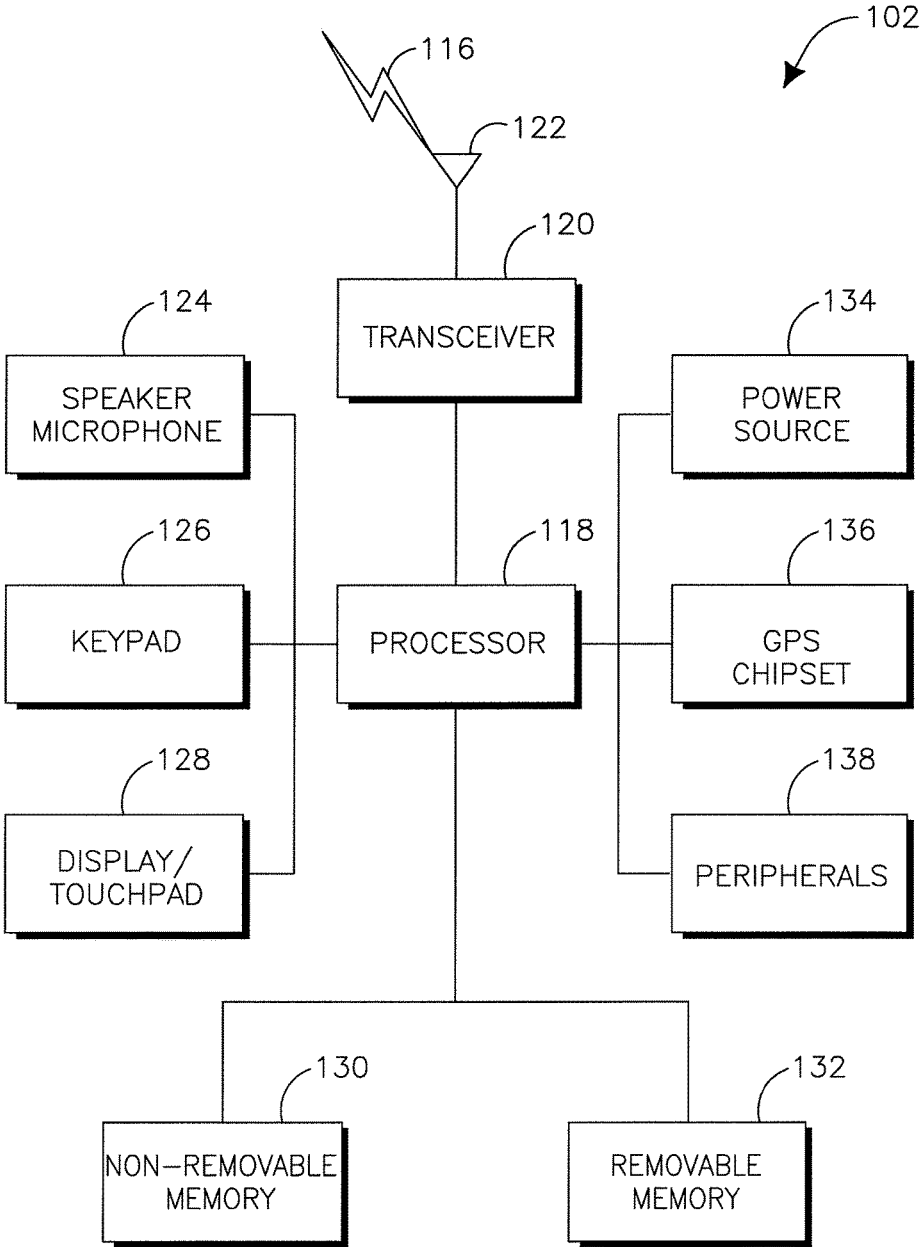 102
116
122
120
TRANSCEIVER
124
SPEAKER
MICROPHONE
134
POWER
SOURCE
126
KEYPAD
118
PROCESSOR
136
GPS
CHIPSET
128
DISPLAY/
TOUCHPAD
138
PERIPHERALS
130
NON-REMOVABLE
MEMORY
132
REMOVABLE
MEMORY